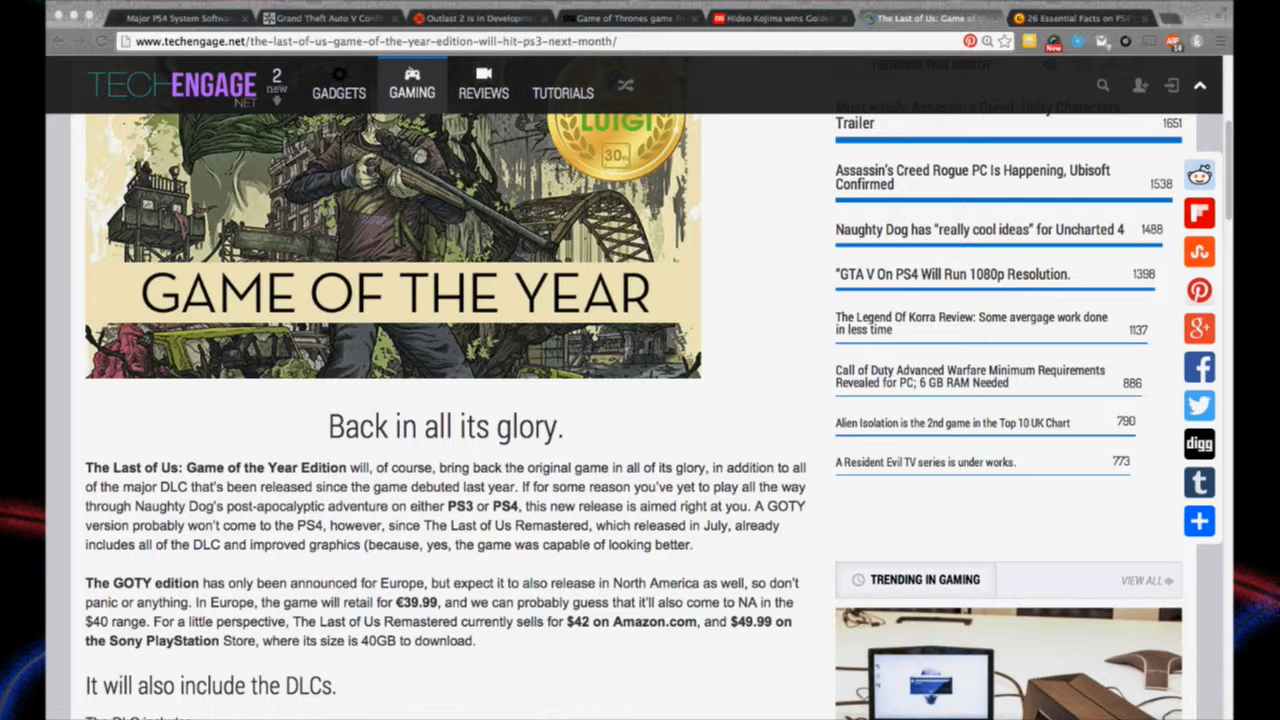 Major PS4 System Softwa
Grand Theft Auto V Confi
Outlast 2 is in Developm
Game of Thrones game fr
Hideo Kojima wins Golde
The Last of Us: Game of
26 Essential Facts on PS4
www.techengage.net/the-last-of-us-game-of-the-year-edition-will-hit-ps3-next-month/
New
14
TECHENGAGE
.NET
2
new
GADGETS
GAMING
REVIEWS
TUTORIALS
LUIGI
30th
GAME OF THE YEAR
Back in all its glory.
The Last of Us: Game of the Year Edition will, of course, bring back the original game in all of its glory, in addition to all
of the major DLC that's been released since the game debuted last year. If for some reason you've yet to play all the way
through Naughty Dog's post-apocalyptic adventure on either PS3 or PS4, this new release is aimed right at you. A GOTY
version probably won't come to the PS4, however, since The Last of Us Remastered, which released in July, already
includes all of the DLC and improved graphics (because, yes, the game was capable of looking better.
The GOTY edition has only been announced for Europe, but expect it to also release in North America as well, so don't
panic or anything. In Europe, the game will retail for €39.99, and we can probably guess that it'll also come to NA in the
$40 range. For a little perspective, The Last of Us Remastered currently sells for $42 on Amazon.com, and $49.99 on
the Sony PlayStation Store, where its size is 40GB to download.
It will also include the DLCs.
The DLC includes
TRENDING THIS MONTH
Must watch: Assassin's Creed: Unity Characters
Trailer 1651
Assassin's Creed Rogue PC Is Happening, Ubisoft
Confirmed 1538
Naughty Dog has "really cool ideas" for Uncharted 4 1488
"GTA V On PS4 Will Run 1080p Resolution. 1398
The Legend Of Korra Review: Some avergage work done
in less time 1137
Call of Duty Advanced Warfare Minimum Requirements
Revealed for PC; 6 GB RAM Needed 886
Alien Isolation is the 2nd game in the Top 10 UK Chart 790
A Resident Evil TV series is under works. 773
digg
TRENDING IN GAMING
VIEW ALL